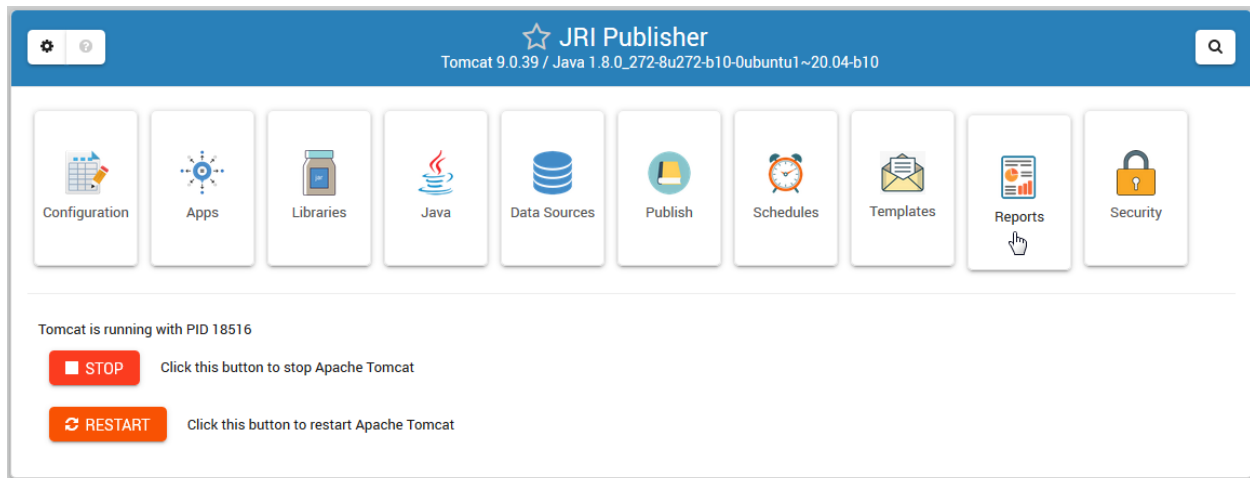 JRI Publisher
Tomcat 9.0.39 / Java 1.8.0_272-8u272-b10-0ubuntu1~20.04-b10
Configuration
Apps
jar
Libraries
Java
Data Sources
Publish
Schedules
Templates
Reports
Security
Tomcat is running with PID 18516
STOP Click this button to stop Apache Tomcat
RESTART Click this button to restart Apache Tomcat